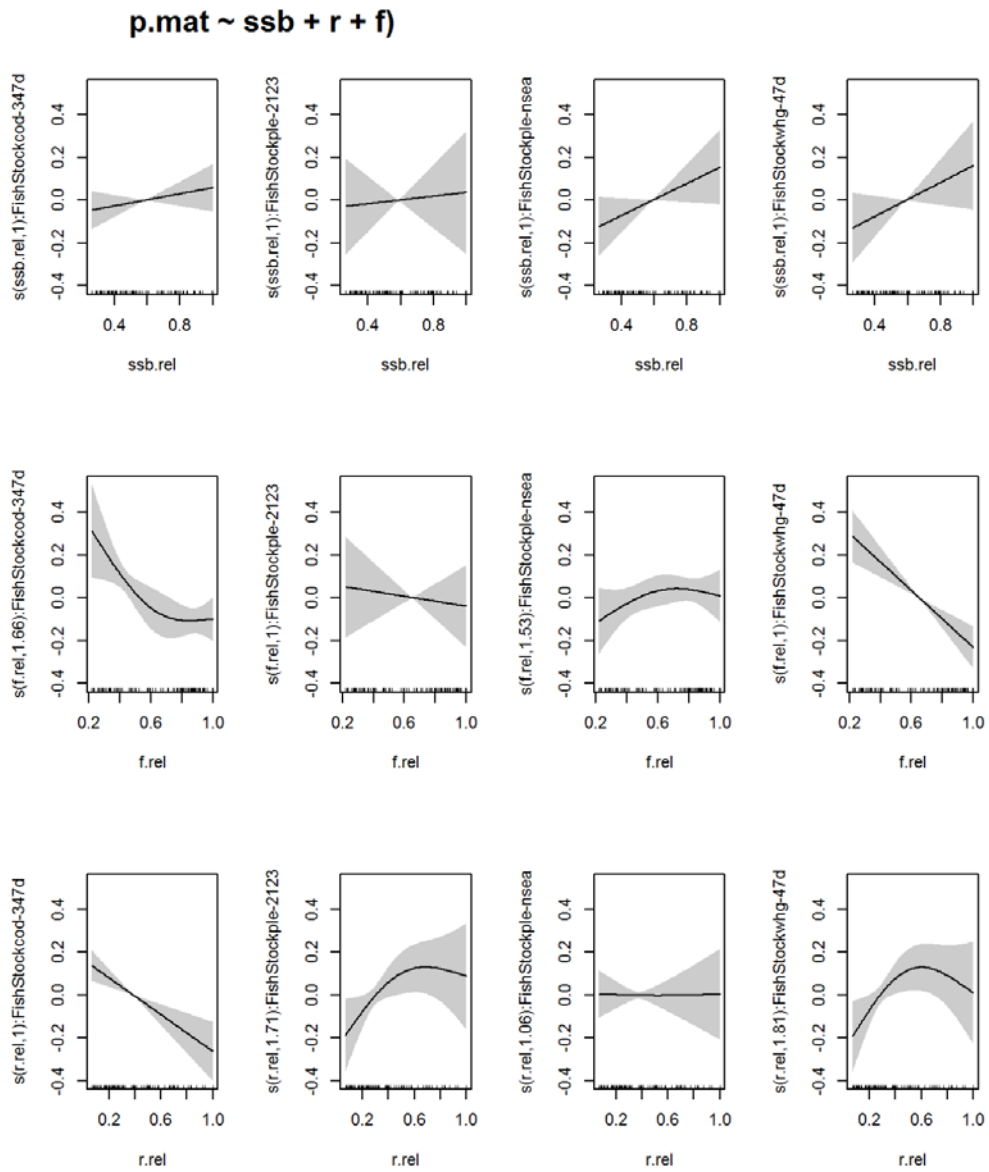 p.mat ~ ssb + r + f)
s(ssb.rel,1):FishStockcod-347d
0.4
0.2
0.0
-0.2
-0.4
0.4 0.8
ssb.rel
s(ssb.rel,1):FishStockple-2123
0.4
0.2
0.0
-0.2
-0.4
0.4 0.8
ssb.rel
s(ssb.rel,1):FishStockple-nsea
0.4
0.2
0.0
-0.2
-0.4
0.4 0.8
ssb.rel
s(ssb.rel,1):FishStockwhg-47d
0.4
0.2
0.0
-0.2
-0.4
0.4 0.8
ssb.rel
s(f.rel,1.66):FishStockcod-347d
0.4
0.2
0.0
-0.2
-0.4
0.2 0.6 1.0
f.rel
s(f.rel,1):FishStockple-2123
0.4
0.2
0.0
-0.2
-0.4
0.2 0.6 1.0
f.rel
s(f.rel,1.53):FishStockple-nsea
0.4
0.2
0.0
-0.2
-0.4
0.2 0.6 1.0
f.rel
s(f.rel,1):FishStockwhg-47d
0.4
0.2
0.0
-0.2
-0.4
0.2 0.6 1.0
f.rel
s(r.rel,1):FishStockcod-347d
0.4
0.2
0.0
-0.2
-0.4
0.2 0.6 1.0
r.rel
s(r.rel,1.71):FishStockple-2123
0.4
0.2
0.0
-0.2
-0.4
0.2 0.6 1.0
r.rel
s(r.rel,1.06):FishStockple-nsea
0.4
0.2
0.0
-0.2
-0.4
0.2 0.6 1.0
r.rel
s(r.rel,1.81):FishStockwhg-47d
0.4
0.2
0.0
-0.2
-0.4
0.2 0.6 1.0
r.rel